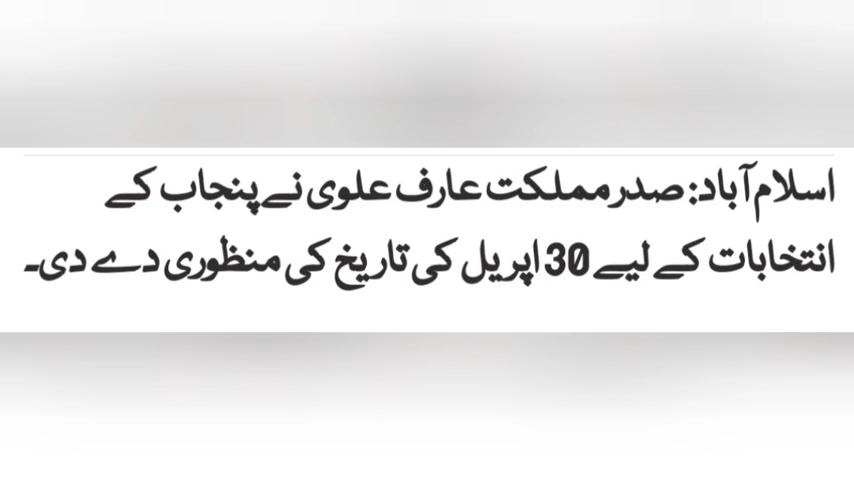 اسلام آباد: صدر مملکت عارف علوی نے پنجاب کے
انتخابات کے لیے 30 اپریل کی تاریخ کی منظوری دے دی۔